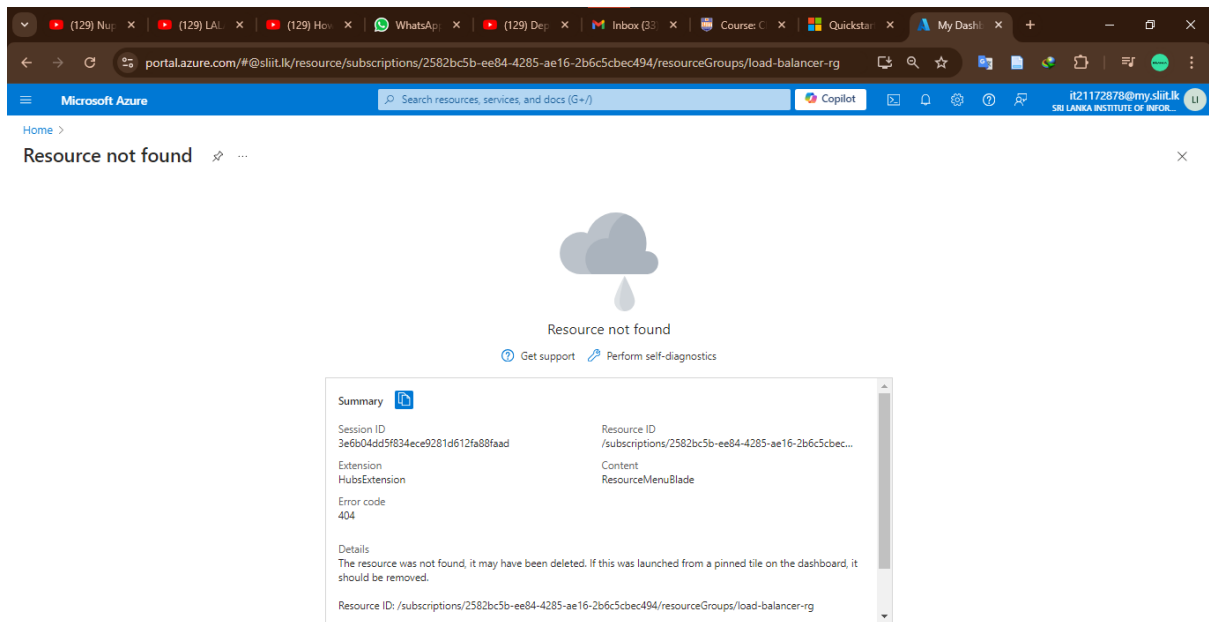 (129) Nup
(129) LAL
(129) How
WhatsApp
(129) Dep
Inbox (33
Course: C
Quickstar
My Dashb
portal.azure.com/#@sliit.lk/resource/subscriptions/2582bc5b-ee84-4285-ae16-2b6c5cbec494/resourceGroups/load-balancer-rg
Microsoft Azure
Search resources, services, and docs (G+/)
Copilot
it21172878@my.sliit.lk
SRI LANKA INSTITUTE OF INFOR...
LI
Home >
Resource not found
Resource not found
Get support Perform self-diagnostics
Summary
Session ID
3e6b04dd5f834ece9281d612fa88faad
Resource ID
/subscriptions/2582bc5b-ee84-4285-ae16-2b6c5cbec...
Extension
HubsExtension
Content
ResourceMenuBlade
Error code
404
Details
The resource was not found, it may have been deleted. If this was launched from a pinned tile on the dashboard, it
should be removed.
Resource ID: /subscriptions/2582bc5b-ee84-4285-ae16-2b6c5cbec494/resourceGroups/load-balancer-rg